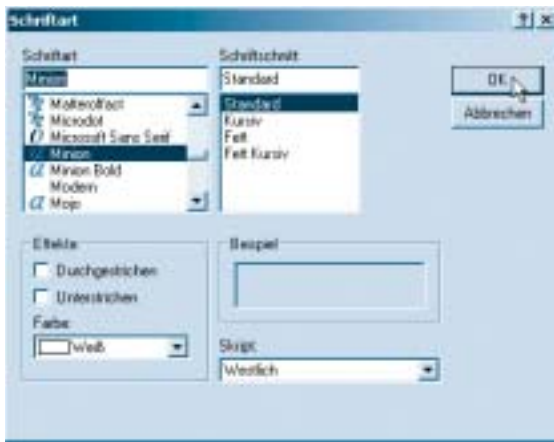 Schriftart
Schriftart
Minion
Matteroffact
Microdot
Microsoft Sans Serif
Minion
Minion Bold
Modern
Mojo
Schriftschnitt
Standard
Standard
Kursiv
Fett
Fett Kursiv
OK
Abbrechen
Effekte
Durchgestrichen
Unterstrichen
Farbe:
Weiß
Beispiel
Skript:
Westlich